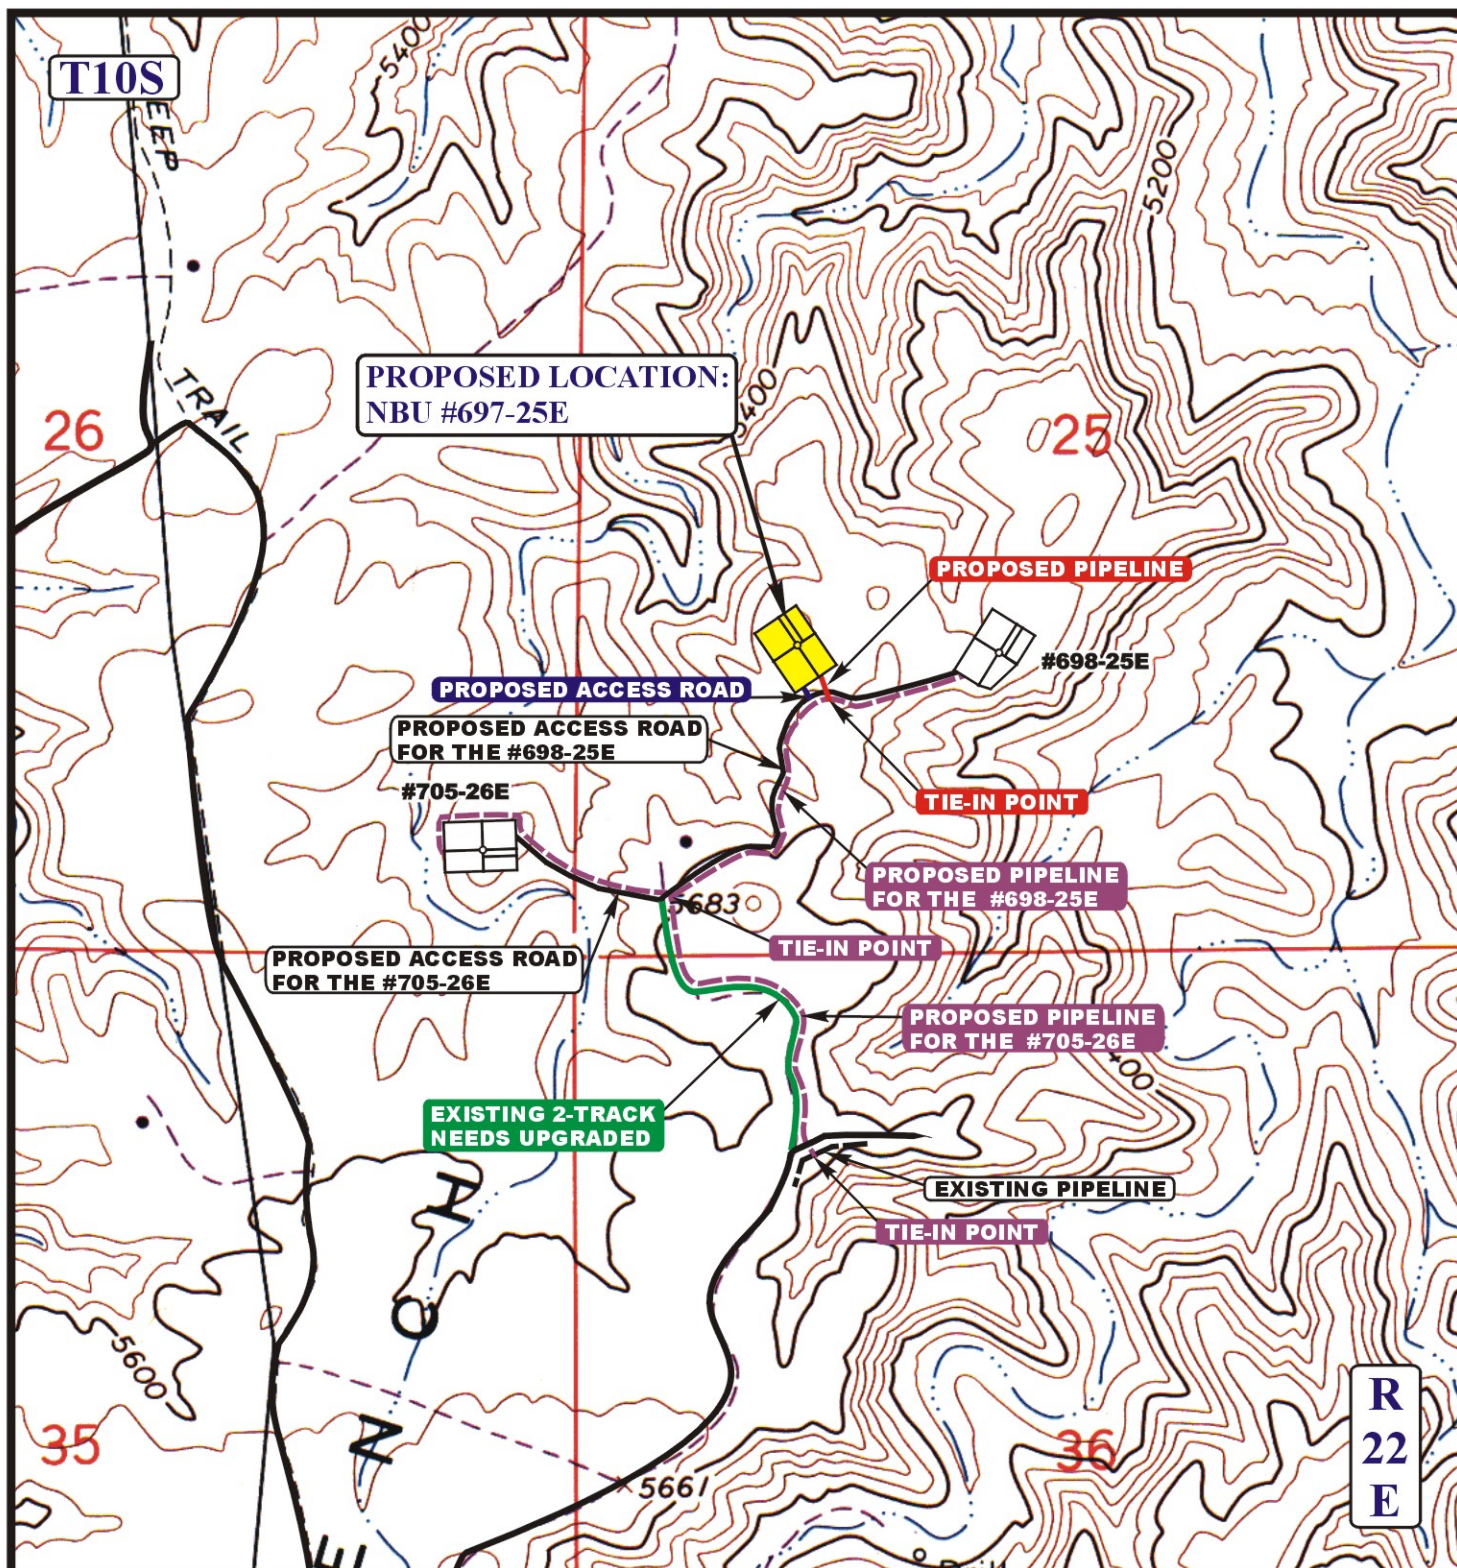 T10S
5400
EEP
5200
TRAIL
PROPOSED LOCATION:
NBU #697-25E
5400
26
25
PROPOSED PIPELINE
#698-25E
PROPOSED ACCESS ROAD
PROPOSED ACCESS ROAD
FOR THE #698-25E
#705-26E
TIE-IN POINT
PROPOSED PIPELINE
FOR THE #698-25E
5683
TIE-IN POINT
PROPOSED ACCESS ROAD
FOR THE #705-26E
PROPOSED PIPELINE
FOR THE #705-26E
400
EXISTING 2-TRACK
NEEDS UPGRADED
EXISTING PIPELINE
TIE-IN POINT
H
C
N
E
5600
35
36
5661
R
22
E